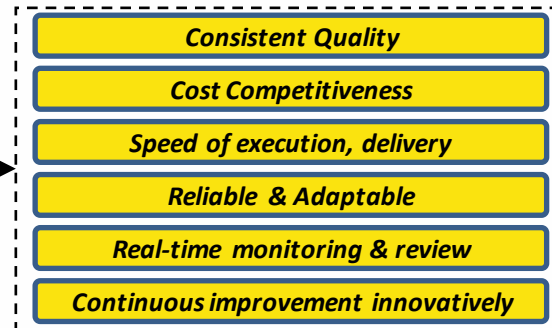 Consistent Quality
Cost Competitiveness
Speed of execution, delivery
Reliable & Adaptable
Real-time monitoring & review
Continuous improvement innovatively